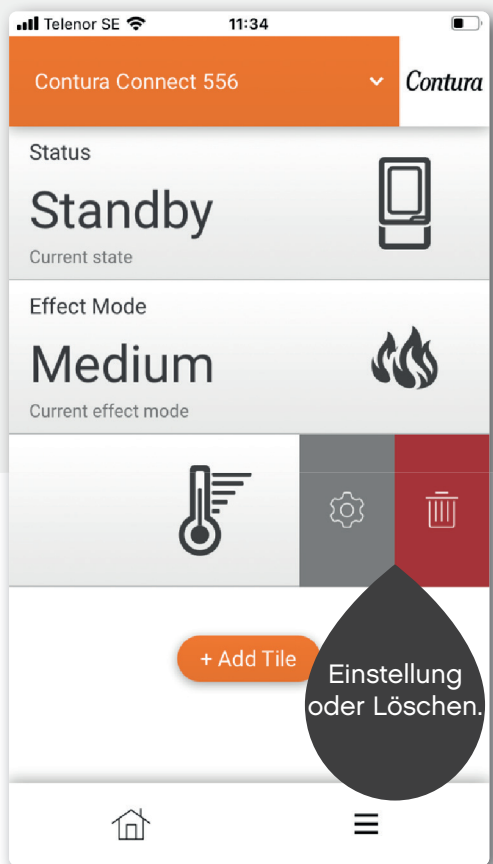 Telenor SE 11:34
Contura Connect 556
Contura
Status
Standby
Current state
Effect Mode
Medium
Current effect mode
+ Add Tile
Einstellung
oder Löschen.